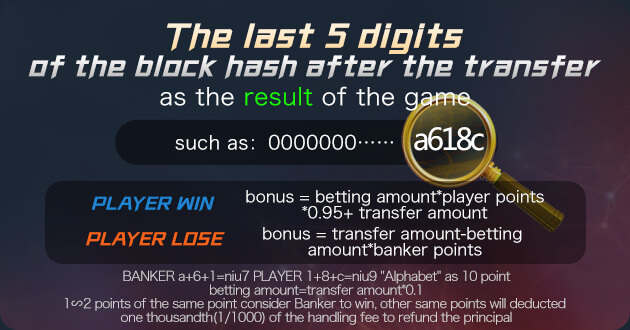 The last 5 digits
of the block hash after the transfer
as the result of the game
such as: 0000000······ a618c
PLAYER WIN bonus = betting amount*player points
*0.95+ transfer amount
PLAYER LOSE bonus = transfer amount-betting
amount*banker points
BANKER a+6+1=niu7 PLAYER 1+8+c=niu9 "Alphabet" as 10 point
betting amount=transfer amount*0.1
1∽2 points of the same point consider Banker to win, other same points will deducted
one thousandth(1/1000) of the handling fee to refund the principal